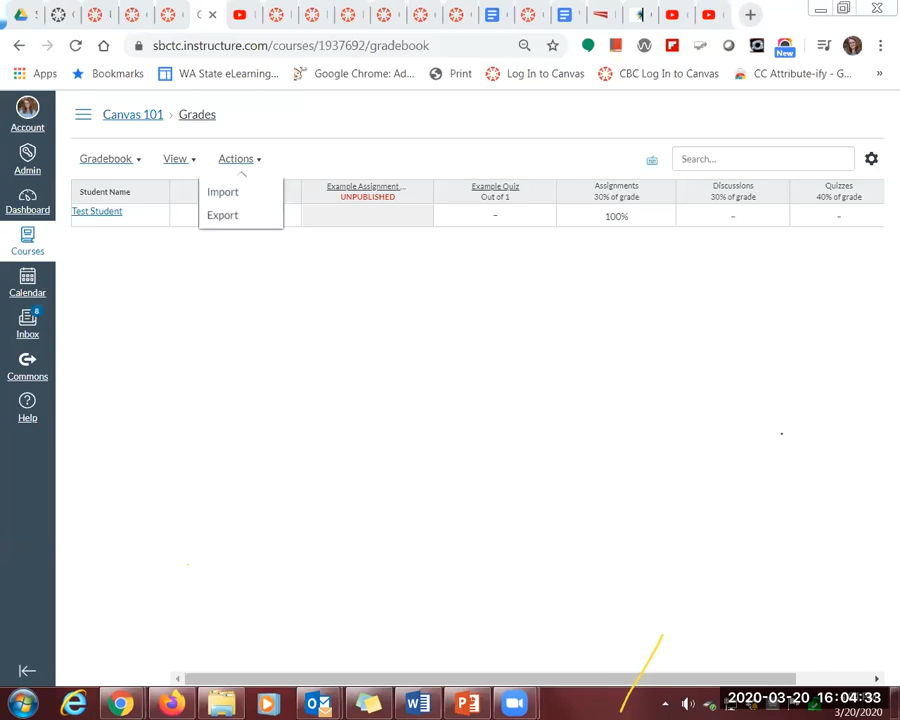 sbctc.instructure.com/courses/1937692/gradebook
Apps
Bookmarks
WA State eLearning...
Google Chrome: Ad...
Print
Log In to Canvas
CBC Log In to Canvas
CC Attribute-ify - G...
»
New
Account
Admin
Dashboard
Courses
Calendar
8
Inbox
Commons
Help
Canvas 101 › Grades
Gradebook
View
Actions
Search...
Import
Export
Student Name
Example Assignment ...
UNPUBLISHED
Example Quiz
Out of 1
Assignments
30% of grade
Discussions
30% of grade
Quizzes
40% of grade
Test Student
–
100%
–
–
2020-03-20 16:04:33
3/20/2020